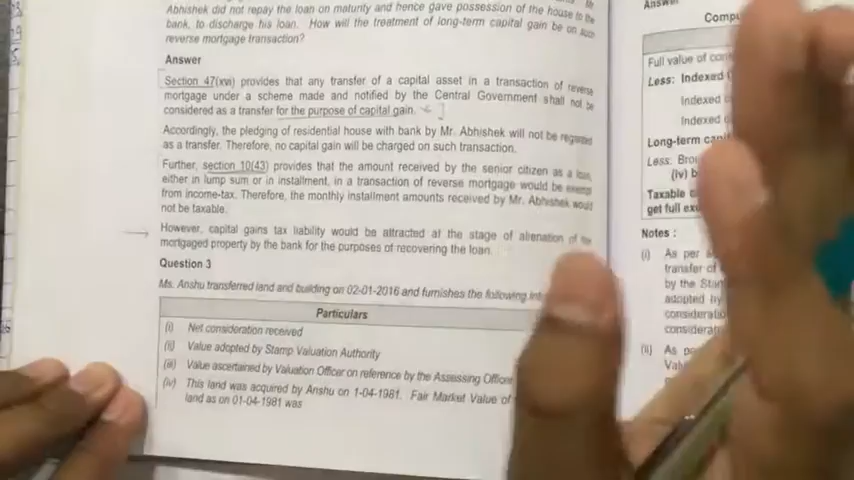 Abhishek did not repay the loan on maturity and hence gave possession of the house to the
bank, to discharge his loan. How will the treatment of long-term capital gain be on such
reverse mortgage transaction?
Answer
Section 47(xvi) provides that any transfer of a capital asset in a transaction of reverse
mortgage under a scheme made and notified by the Central Government shall not be
considered as a transfer for the purpose of capital gain.
Accordingly, the pledging of residential house with bank by Mr. Abhishek will not be regarded
as a transfer. Therefore, no capital gain will be charged on such transaction.
Further, section 10(43) provides that the amount received by the senior citizen as a loan,
either in lump sum or in installment, in a transaction of reverse mortgage would be exempt
from income-tax. Therefore, the monthly installment amounts received by Mr. Abhishek would
not be taxable.
However, capital gains tax liability would be attracted at the stage of alienation of the
mortgaged property by the bank for the purposes of recovering the loan.
Question 3
Ms. Anshu transferred land and building on 02-01-2016 and furnishes the following
Particulars
(i) Net consideration received
(ii) Value adopted by Stamp Valuation Authority
(iii) Value ascertained by Valuation Officer on reference by the Assessing Officer
(iv) This land was acquired by Anshu on 1-04-1981. Fair Market Value of
land as on 01-04-1981 was
Answer
Full value of
Less: Indexed
Indexed
Indexed
Long-term
Less:
(iv)
Taxable
get full
Notes :
(i) As per
transfer of
by the
adopted by
(ii) As